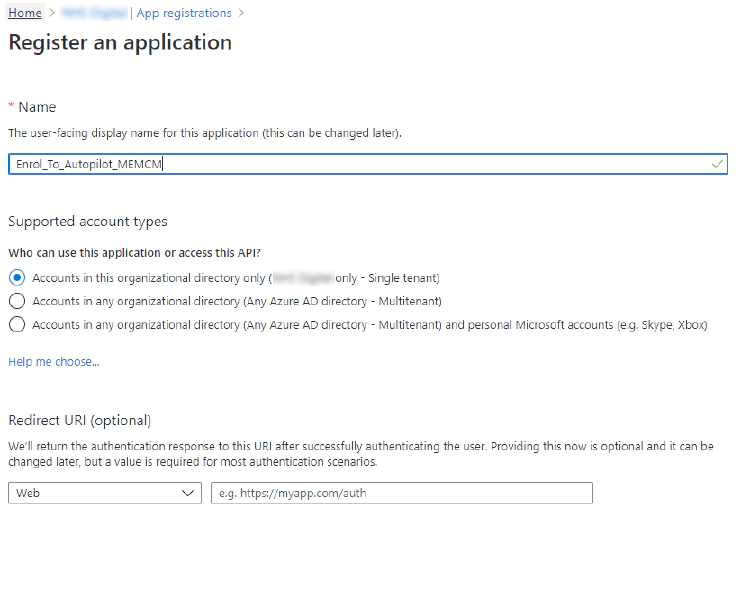 Home > | App registrations >
Register an application
* Name
The user-facing display name for this application (this can be changed later).
Enrol_To_Autopilot_MEMCM
Supported account types
Who can use this application or access this API?
Accounts in this organizational directory only ( only - Single tenant)
Accounts in any organizational directory (Any Azure AD directory - Multitenant)
Accounts in any organizational directory (Any Azure AD directory - Multitenant) and personal Microsoft accounts (e.g. Skype, Xbox)
Help me choose...
Redirect URI (optional)
We'll return the authentication response to this URI after successfully authenticating the user. Providing this now is optional and it can be
changed later, but a value is required for most authentication scenarios.
Web e.g. https://myapp.com/auth